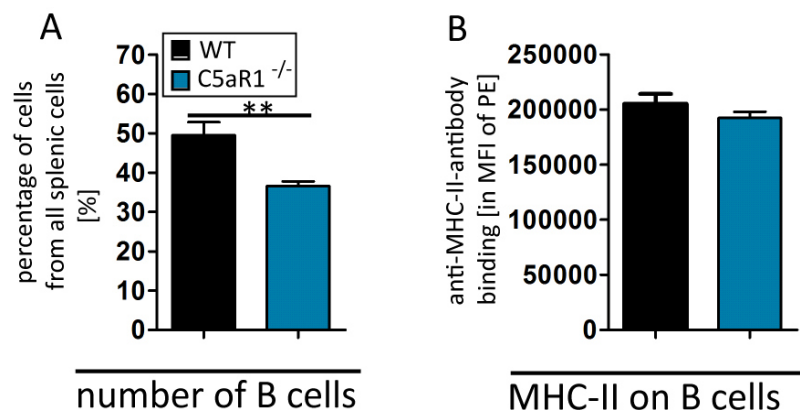 A
percentage of cells
from all splenic cells
[%]
70
60
50
40
30
20
10
0
WT
C5aR1 -/-
**
number of B cells
B
anti-MHC-II-antibody
binding [in MFI of PE]
250000
200000
150000
100000
50000
0
MHC-II on B cells